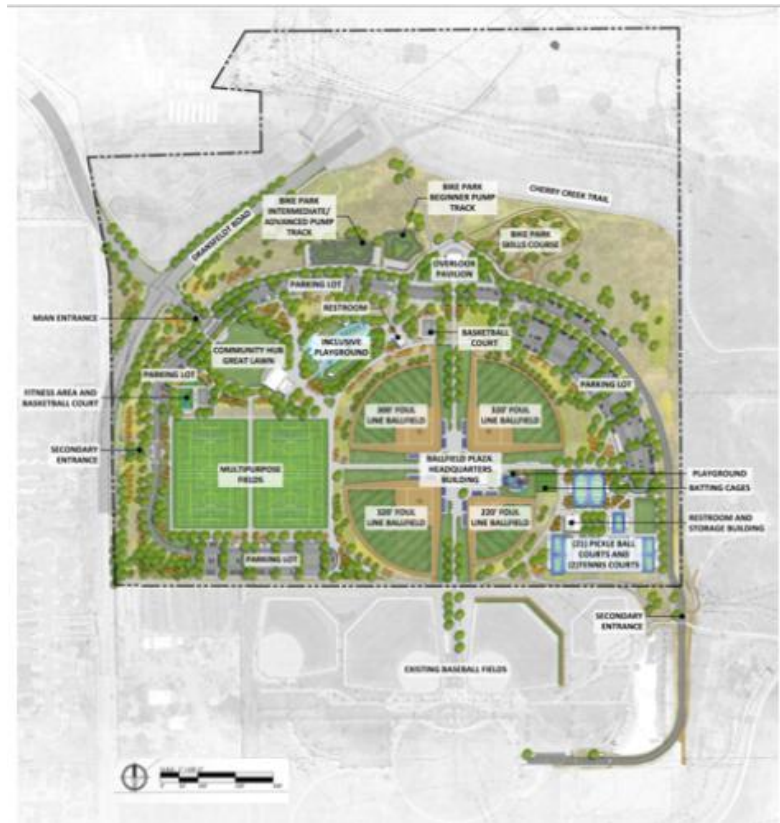 BIKE PARK
BEGINNER PUMP
TRACK
BIKE PARK
INTERMEDIATE/
ADVANCED PUMP
TRACK
CHERRY CREEK TRAIL
DRANSFELDT ROAD
BIKE PARK
SKILLS COURSE
OVERLOOK
PAVILION
PARKING LOT
RESTROOM
MIAN ENTRANCE
BASKETBALL
COURT
INCLUSIVE
PLAYGROUND
COMMUNITY HUB
GREAT LAWN
PARKING LOT
PARKING LOT
FITNESS AREA AND
BASKETBALL COURT
FOUL
LINE BALLFIELD
320' FOUL
LINE BALLFIELD
SECONDARY
ENTRANCE
MULTIPURPOSE
FIELDS
BALLFIELD PLAZA
HEADQUARTERS
BUILDING
PLAYGROUND
BATTING CAGES
320' FOUL
LINE BALLFIELD
220' FOUL
LINE BALLFIELD
RESTROOM AND
STORAGE BUILDING
(21) PICKLE BALL
COURTS AND
(2)TENNIS COURTS
PARKING LOT
SECONDARY
ENTRANCE
EXISTING BASEBALL FIELDS